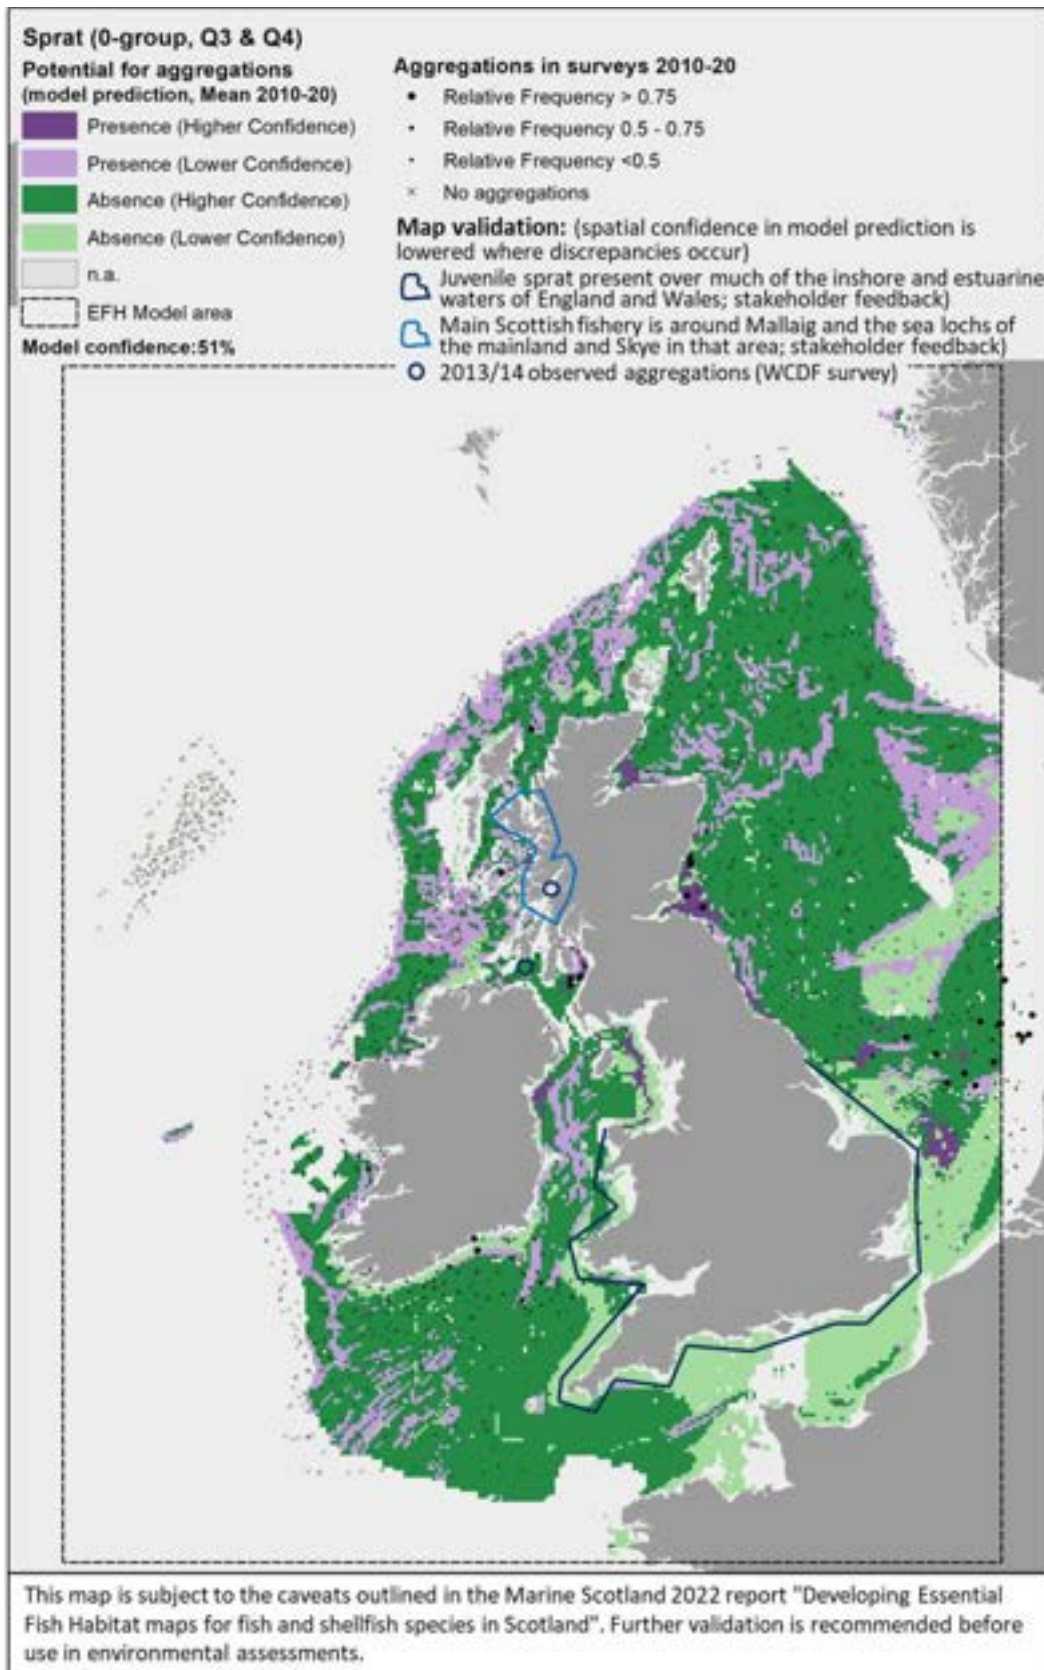 Sprat (0-group, Q3 & Q4)
Potential for aggregations
(model prediction, Mean 2010-20)
Presence (Higher Confidence)
Presence (Lower Confidence)
Absence (Higher Confidence)
Absence (Lower Confidence)
n.a.
EFH Model area
Model confidence:51%
Aggregations in surveys 2010-20
Relative Frequency > 0.75
Relative Frequency 0.5 - 0.75
Relative Frequency <0.5
No aggregations
Map validation: (spatial confidence in model prediction is
lowered where discrepancies occur)
Juvenile sprat present over much of the inshore and estuarine
waters of England and Wales; stakeholder feedback)
Main Scottish fishery is around Mallaig and the sea lochs of
the mainland and Skye in that area; stakeholder feedback)
2013/14 observed aggregations (WCDF survey)
This map is subject to the caveats outlined in the Marine Scotland 2022 report "Developing Essential
Fish Habitat maps for fish and shellfish species in Scotland". Further validation is recommended before
use in environmental assessments.